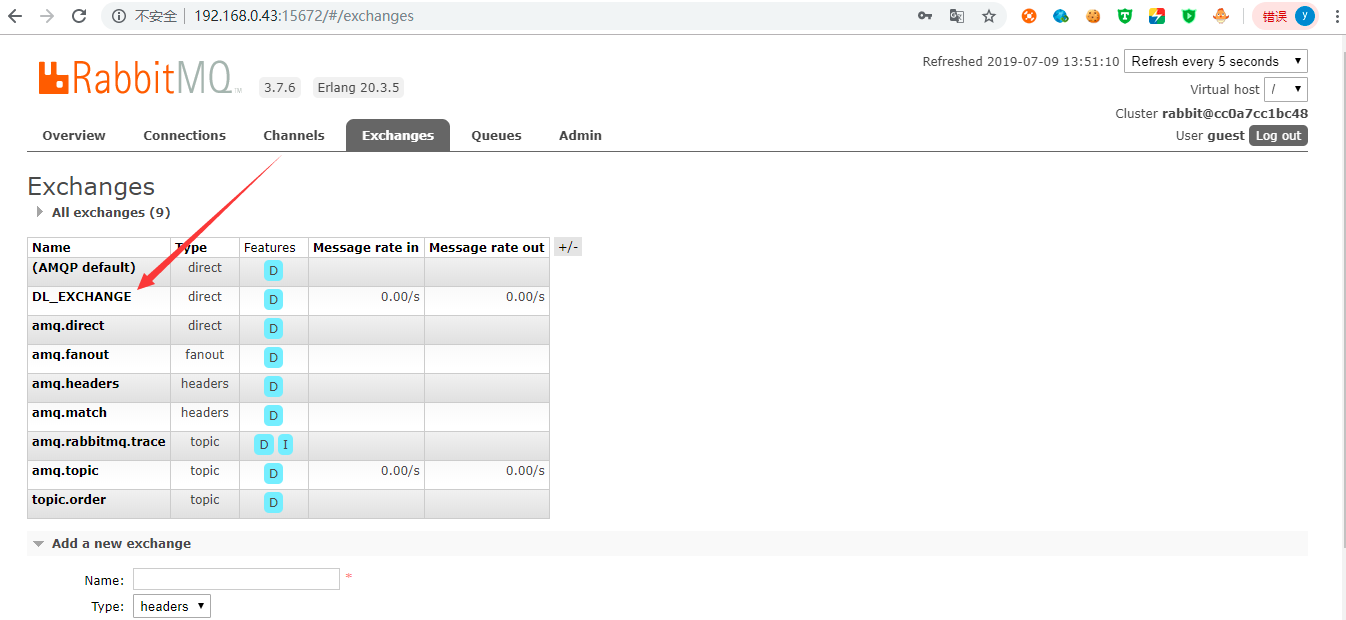 不安全 192.168.0.43:15672/#/exchanges 错误 y
RabbitMQ TM 3.7.6 Erlang 20.3.5
Refreshed 2019-07-09 13:51:10 Refresh every 5 seconds
Virtual host /
Cluster rabbit@cc0a7cc1bc48
User guest Log out
Overview Connections Channels Exchanges Queues Admin
Exchanges
All exchanges (9)
Name Type Features Message rate in Message rate out +/-
(AMQP default) direct D
DL_EXCHANGE direct D 0.00/s 0.00/s
amq.direct direct D
amq.fanout fanout D
amq.headers headers D
amq.match headers D
amq.rabbitmq.trace topic D I
amq.topic topic D 0.00/s 0.00/s
topic.order topic D
Add a new exchange
Name: *
Type: headers